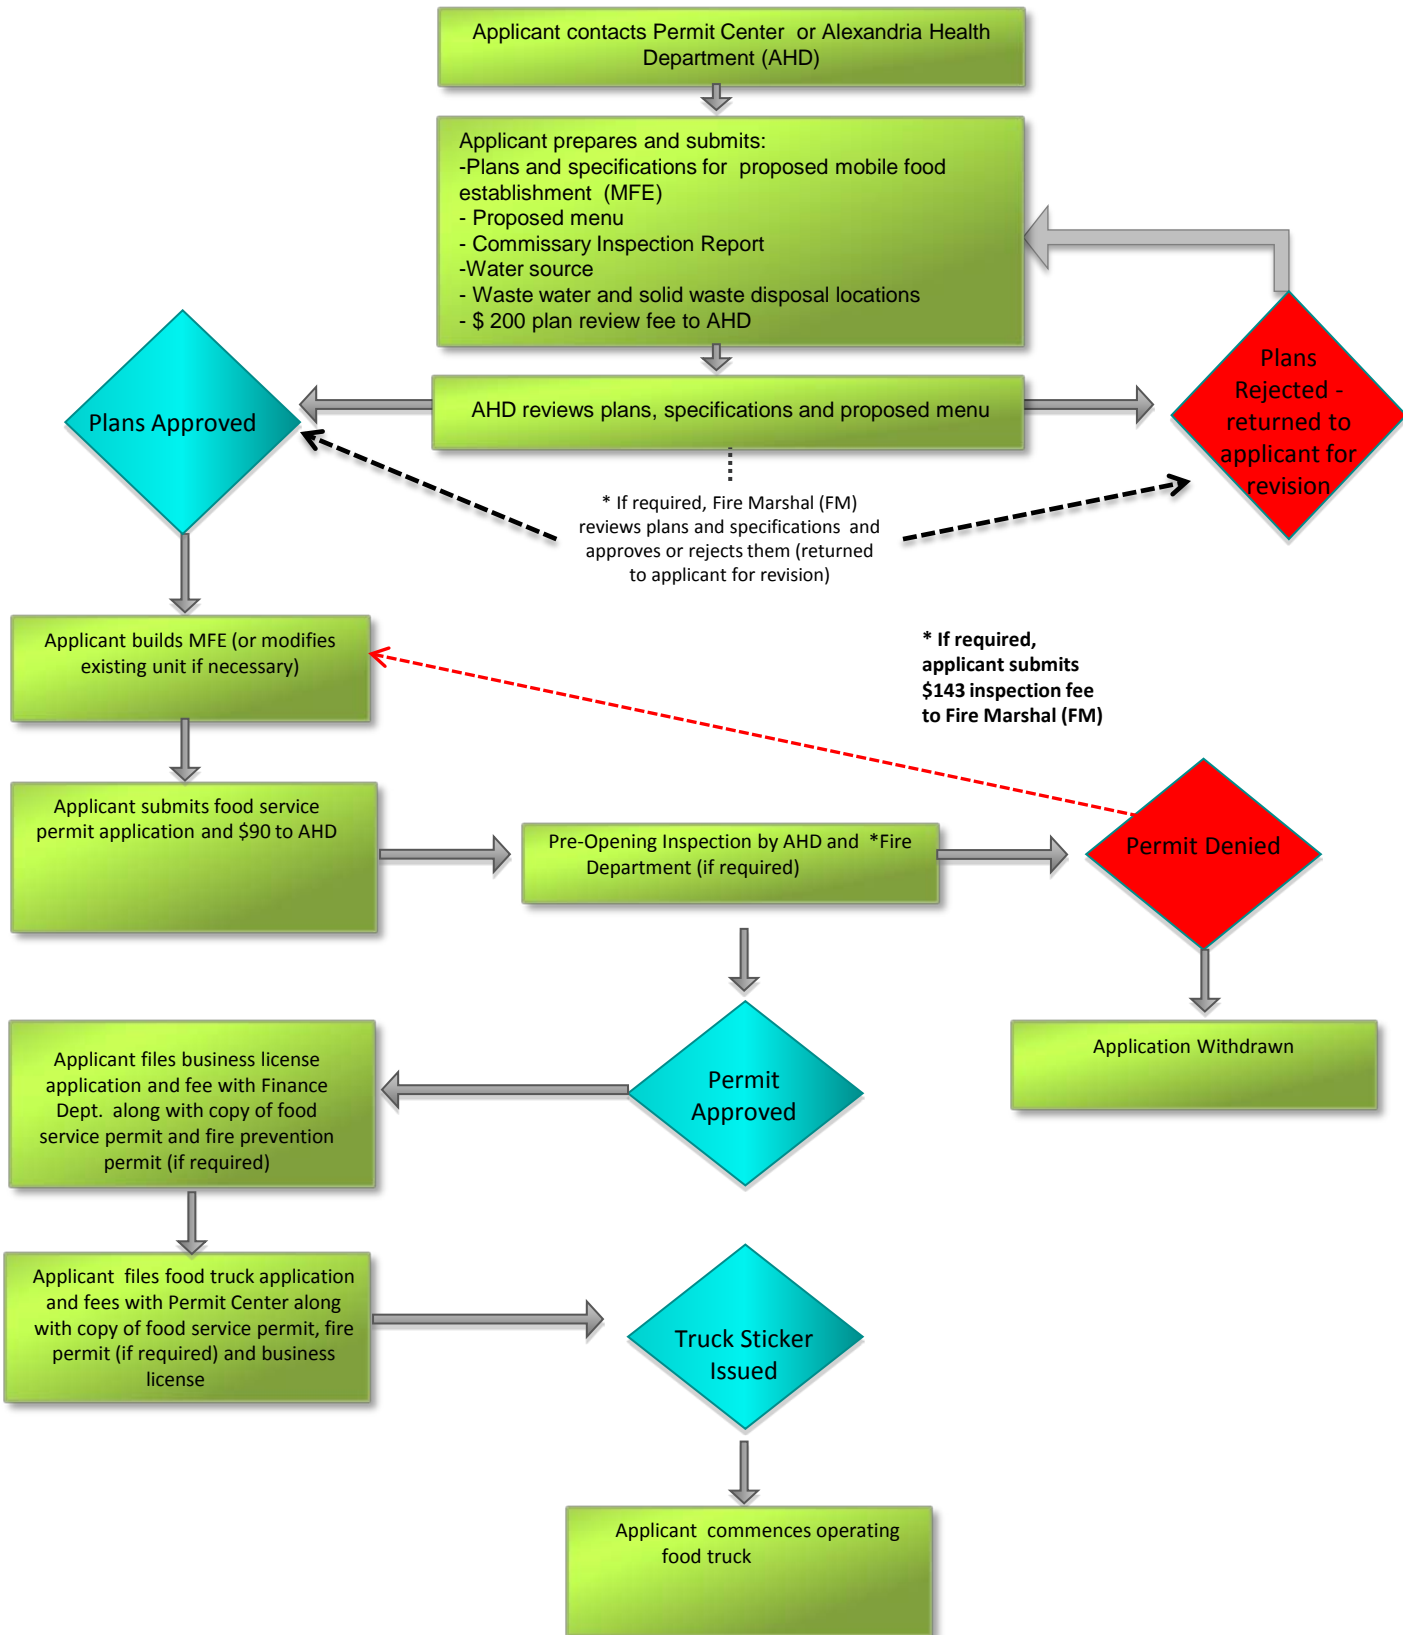 Applicant contacts Permit Center or Alexandria Health
Department (AHD)
Applicant prepares and submits:
-Plans and specifications for proposed mobile food
establishment (MFE)
- Proposed menu
- Commissary Inspection Report
-Water source
- Waste water and solid waste disposal locations
- $ 200 plan review fee to AHD
Plans
Rejected -
returned to
applicant for
revision
Plans Approved
AHD reviews plans, specifications and proposed menu
* If required, Fire Marshal (FM)
reviews plans and specifications and
approves or rejects them (returned
to applicant for revision)
Applicant builds MFE (or modifies
existing unit if necessary)
* If required,
applicant submits
$143 inspection fee
to Fire Marshal (FM)
Applicant submits food service
permit application and $90 to AHD
Pre-Opening Inspection by AHD and *Fire
Department (if required)
Permit Denied
Application Withdrawn
Permit
Approved
Applicant files business license
application and fee with Finance
Dept. along with copy of food
service permit and fire prevention
permit (if required)
Applicant files food truck application
and fees with Permit Center along
with copy of food service permit, fire
permit (if required) and business
license
Truck Sticker
Issued
Applicant commences operating
food truck